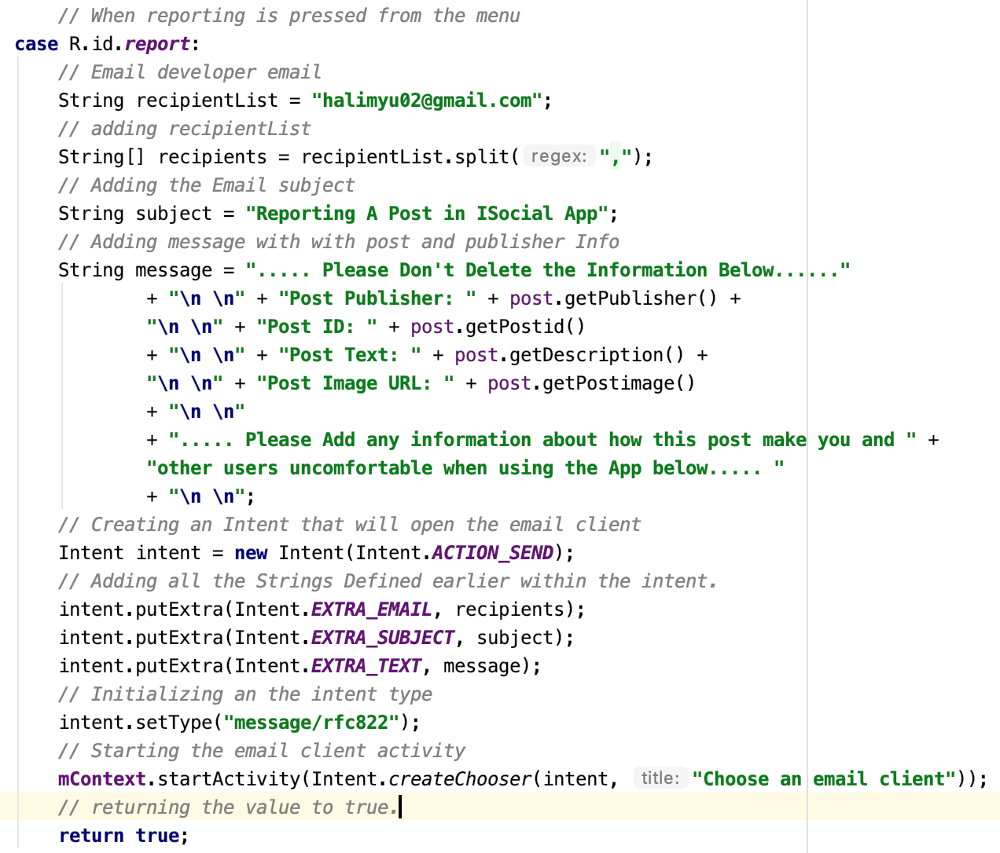 // When reporting is pressed from the menu
case R.id.report:
// Email developer email
String recipientList = "halimyu02@gmail.com";
// adding recipientList
String[] recipients = recipientList.split( regex: ",");
// Adding the Email subject
String subject = "Reporting A Post in ISocial App";
// Adding message with with post and publisher Info
String message = "..... Please Don't Delete the Information Below......"
+ "\n \n" + "Post Publisher: " + post.getPublisher() +
"\n \n" + "Post ID: " + post.getPostid()
+ "\n \n" + "Post Text: " + post.getDescription() +
"\n \n" + "Post Image URL: " + post.getPostimage()
+ "\n \n"
+ "..... Please Add any information about how this post make you and " +
"other users uncomfortable when using the App below..... "
+ "\n \n";
// Creating an Intent that will open the email client
Intent intent = new Intent(Intent.ACTION_SEND);
// Adding all the Strings Defined earlier within the intent.
intent.putExtra(Intent.EXTRA_EMAIL, recipients);
intent.putExtra(Intent.EXTRA_SUBJECT, subject);
intent.putExtra(Intent.EXTRA_TEXT, message);
// Initializing an the intent type
intent.setType("message/rfc822");
// Starting the email client activity
mContext.startActivity(Intent.createChooser(intent, title: "Choose an email client"));
// returning the value to true.
return true;